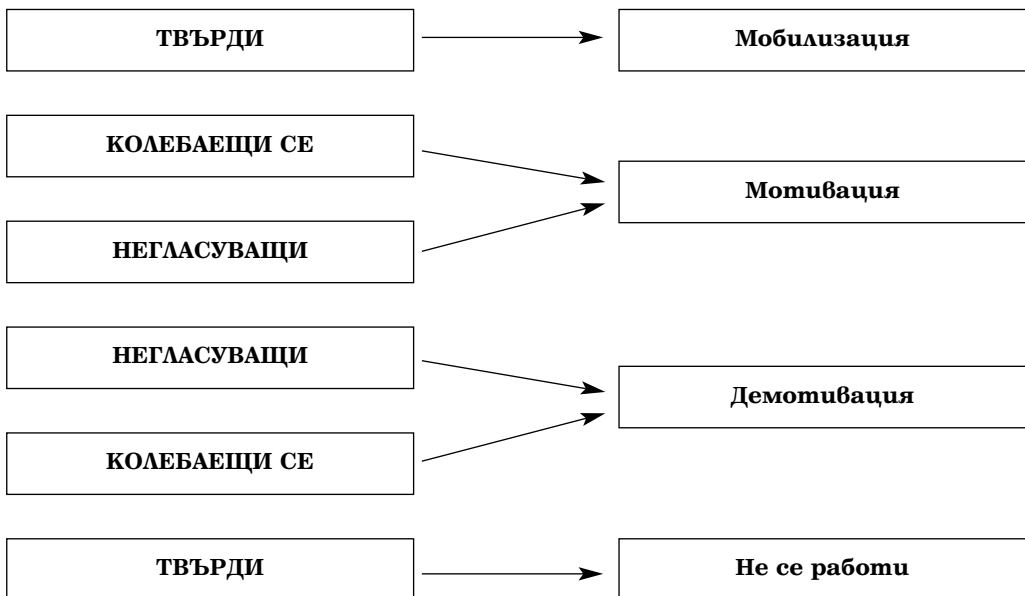 ТВЪРДИ
Мобилизация
КОЛЕБАЕЩИ СЕ
Мотивация
НЕГЛАСУВАЩИ
НЕГЛАСУВАЩИ
Демотивация
КОЛЕБАЕЩИ СЕ
ТВЪРДИ
Не се работи